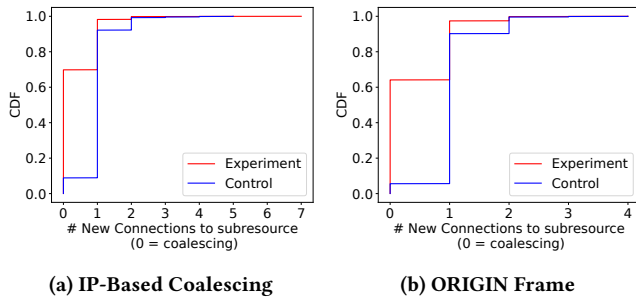 1.0
0.8
0.6
0.4
0.2
0.0
CDF
Experiment
Control
0 1 2 3 4 5 6 7
# New Connections to subresource
(0 = coalescing)
(a) IP-Based Coalescing
1.0
0.8
0.6
0.4
0.2
0.0
CDF
Experiment
Control
0 1 2 3 4
# New Connections to subresource
(0 = coalescing)
(b) ORIGIN Frame